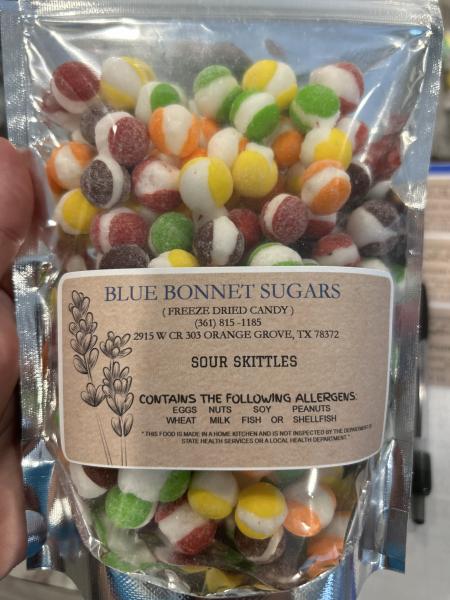 BLUE BONNET SUGARS
( FREEZE DRIED CANDY )
(361) 815 -1185
2915 W CR 303 ORANGE GROVE, TX 78372
SOUR SKITTLES
CONTAINS THE FOLLOWING ALLERGENS:
EGGS NUTS SOY PEANUTS
WHEAT MILK FISH OR SHELLFISH
" THIS FOOD IS MADE IN A HOME KITCHEN AND IS NOT INSPECTED BY THE DEPARTMENT OF
STATE HEALTH SERVICES OR A LOCAL HEALTH DEPARTMENT. "